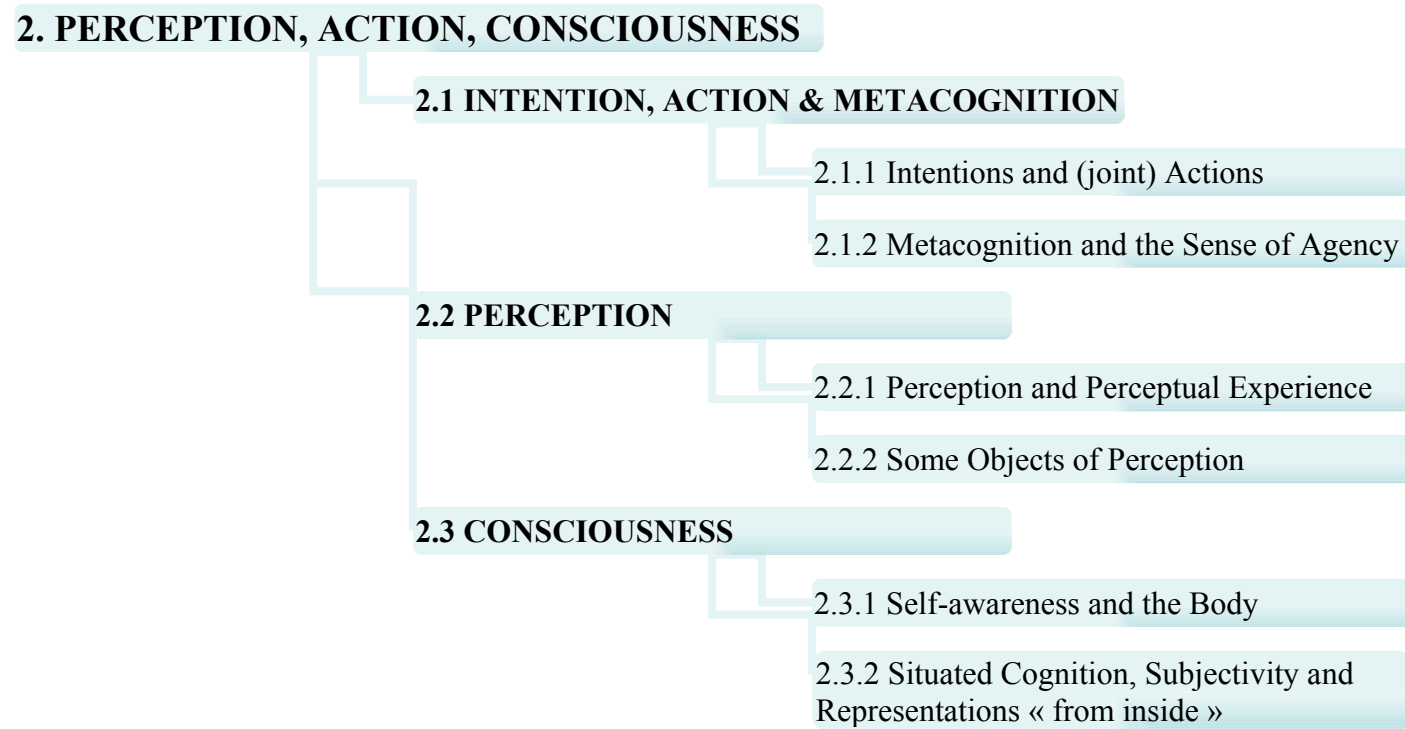 2. PERCEPTION, ACTION, CONSCIOUSNESS
2.1 INTENTION, ACTION & METACOGNITION
2.1.1 Intentions and (joint) Actions
2.1.2 Metacognition and the Sense of Agency
2.2 PERCEPTION
2.2.1 Perception and Perceptual Experience
2.2.2 Some Objects of Perception
2.3 CONSCIOUSNESS
2.3.1 Self-awareness and the Body
2.3.2 Situated Cognition, Subjectivity and
Representations « from inside »